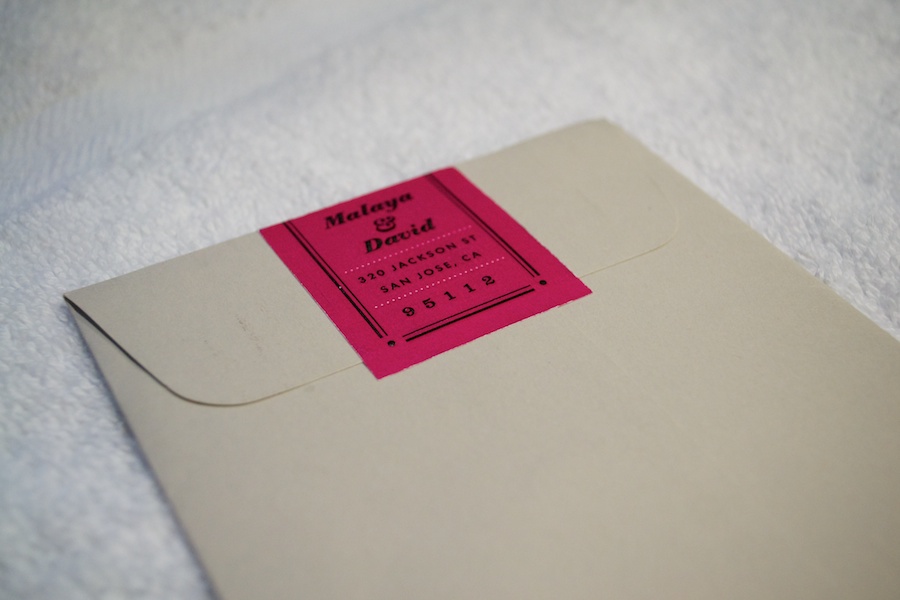 Malaya
&
David
320 JACKSON ST
SAN JOSE, CA
95112